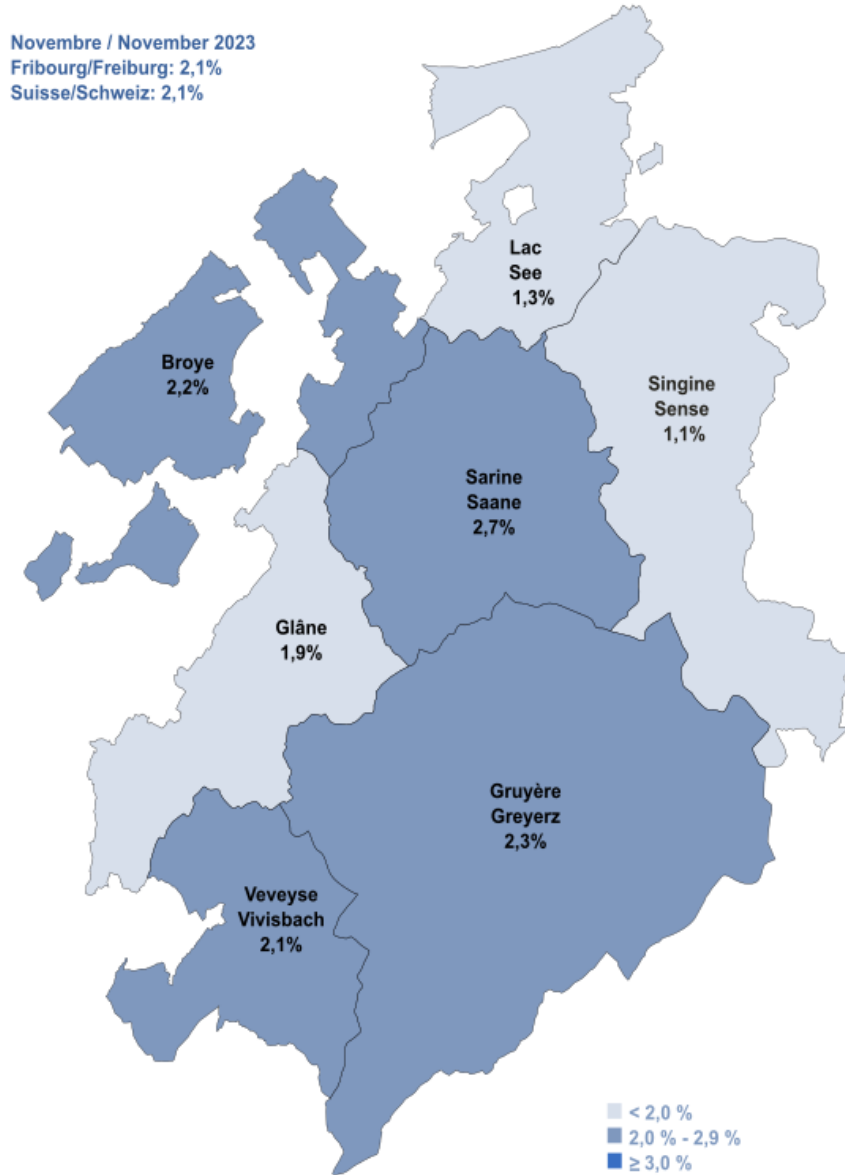 Novembre / November 2023
Fribourg/Freiburg: 2,1%
Suisse/Schweiz: 2,1%
Lac
See
1,3%
Broye
2,2%
Singine
Sense
1,1%
Sarine
Saane
2,7%
Glâne
1,9%
Gruyère
Greyerz
2,3%
Veveyse
Vivisbach
2,1%
< 2,0 %
2,0 % - 2,9 %
≥ 3,0 %